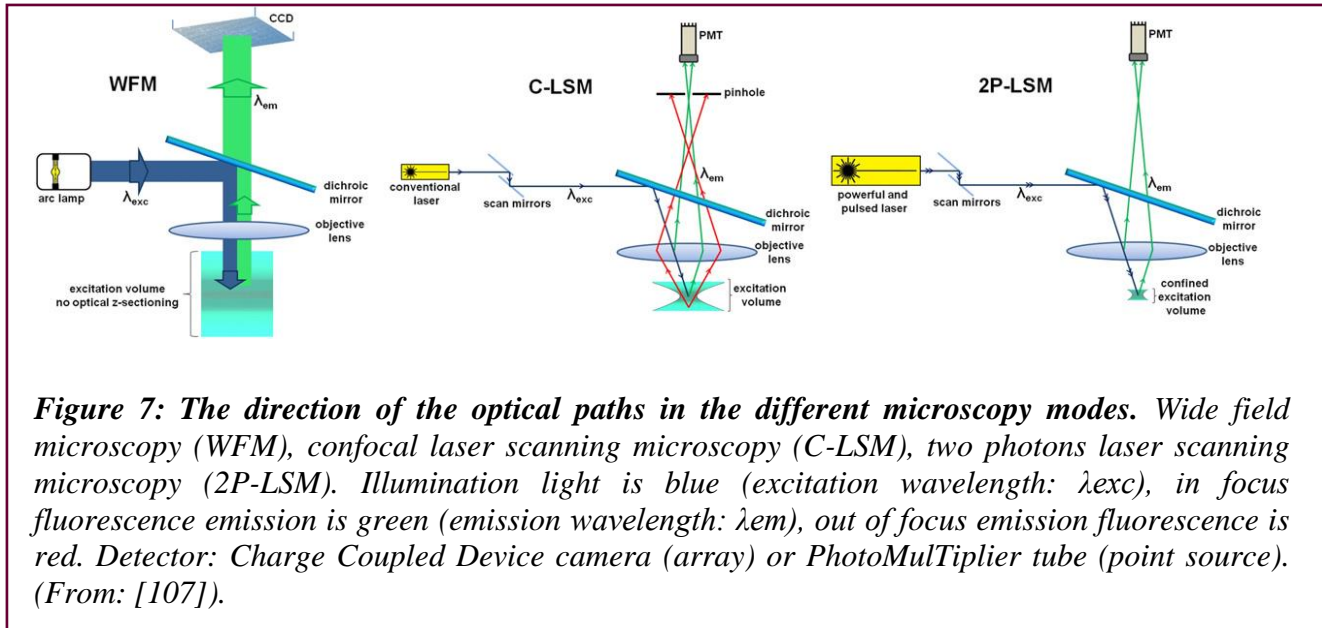 CCD
WFM
λem
arc lamp
λexc
dichroic
mirror
objective
lens
excitation volume
no optical z-sectioning
PMT
C-LSM
pinhole
conventional
laser
scan mirrors
λexc
λem
dichroic
mirror
objective
lens
excitation
volume
PMT
2P-LSM
powerful and
pulsed laser
scan mirrors
λexc
λem
dichroic
mirror
objective
lens
confined
excitation
volume
Figure 7: The direction of the optical paths in the different microscopy modes. Wide field
microscopy (WFM), confocal laser scanning microscopy (C-LSM), two photons laser scanning
microscopy (2P-LSM). Illumination light is blue (excitation wavelength: λexc), in focus
fluorescence emission is green (emission wavelength: λem), out of focus emission fluorescence is
red. Detector: Charge Coupled Device camera (array) or PhotoMulTiplier tube (point source).
(From: [107]).